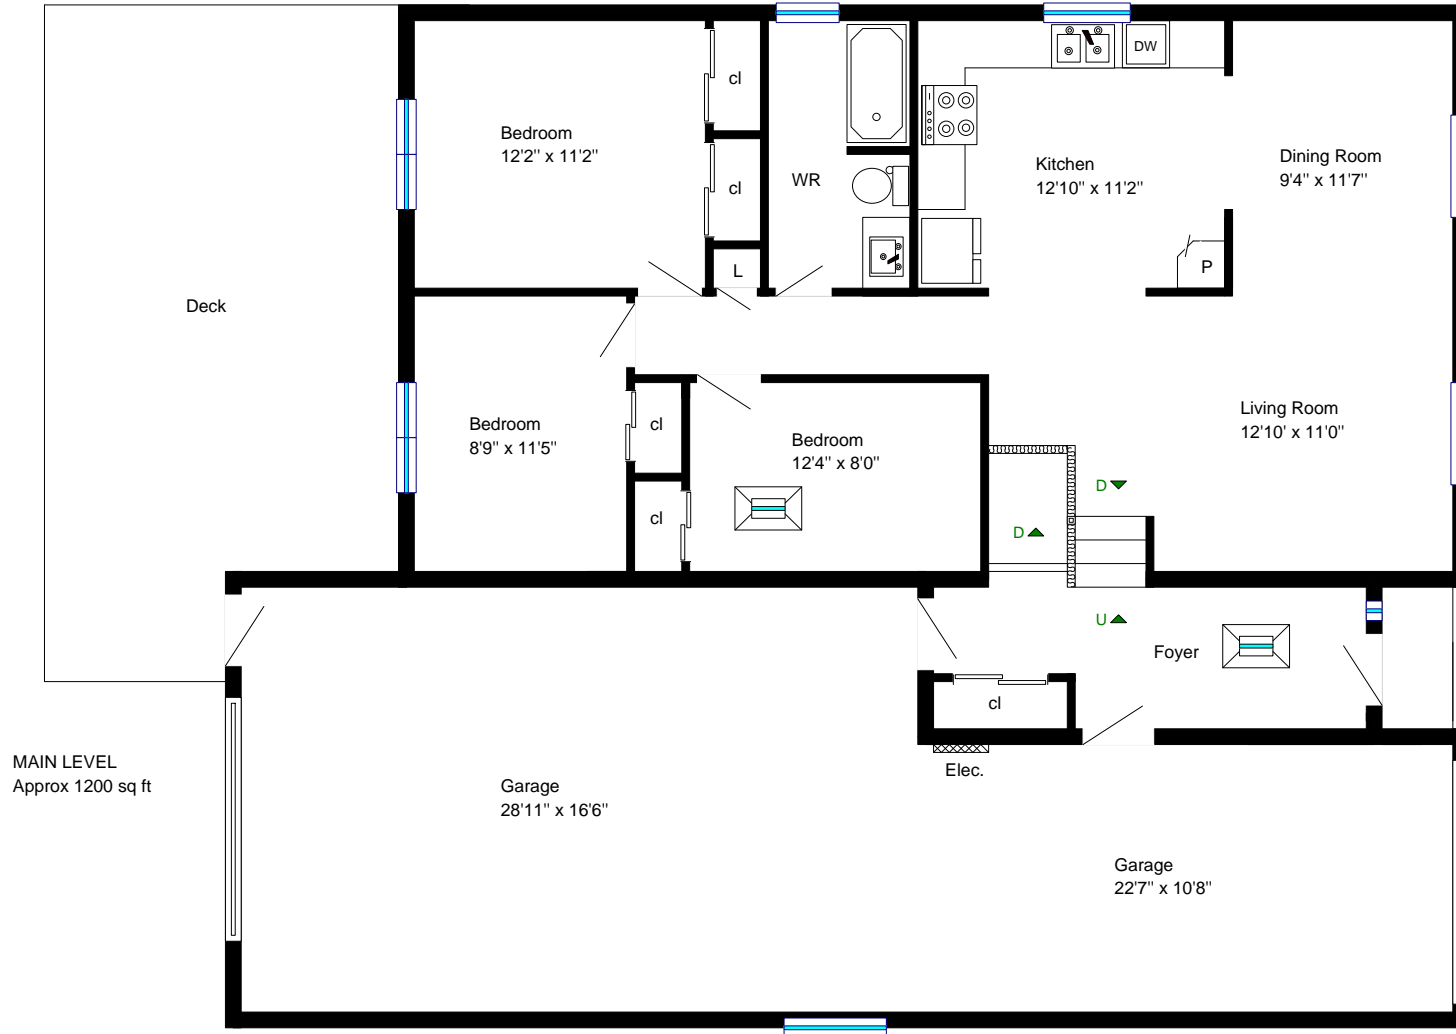 DW
cl
Bedroom
12'2" x 11'2"
cl
WR
Kitchen
12'10" x 11'2"
Dining Room
9'4" x 11'7"
L
P
Deck
Bedroom
8'9" x 11'5"
cl
Bedroom
12'4" x 8'0"
Living Room
12'10' x 11'0"
cl
D
D
U
Foyer
cl
MAIN LEVEL
Approx 1200 sq ft
Elec.
Garage
28'11" x 16'6"
Garage
22'7" x 10'8"